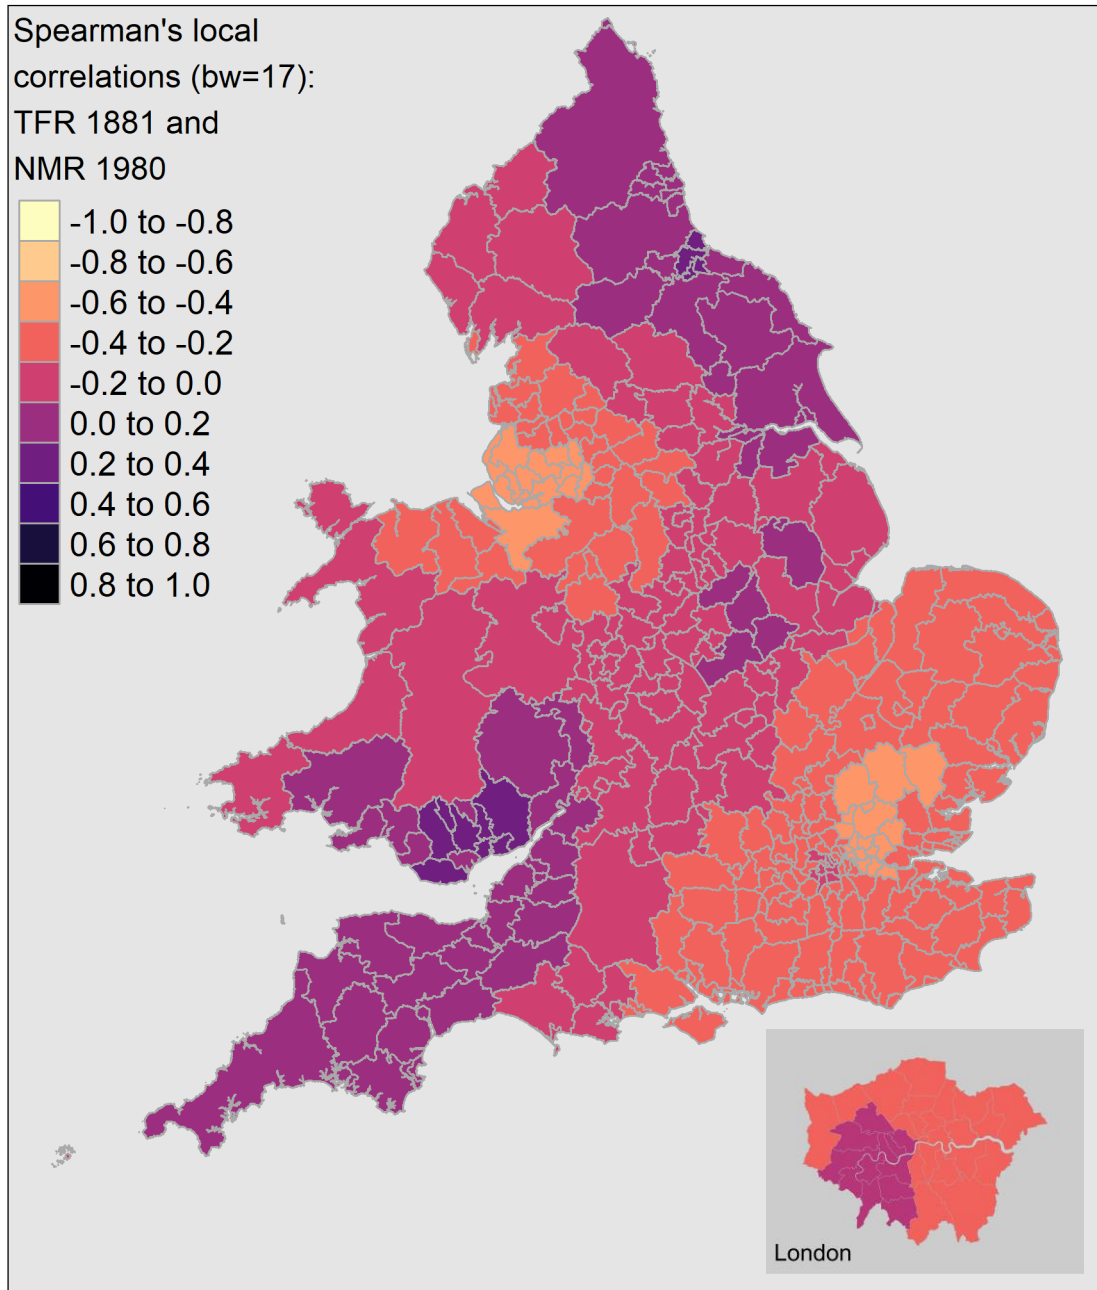 Spearman's local
correlations (bw=17):
TFR 1881 and
NMR 1980
-1.0 to -0.8
-0.8 to -0.6
-0.6 to -0.4
-0.4 to -0.2
-0.2 to 0.0
0.0 to 0.2
0.2 to 0.4
0.4 to 0.6
0.6 to 0.8
0.8 to 1.0
London